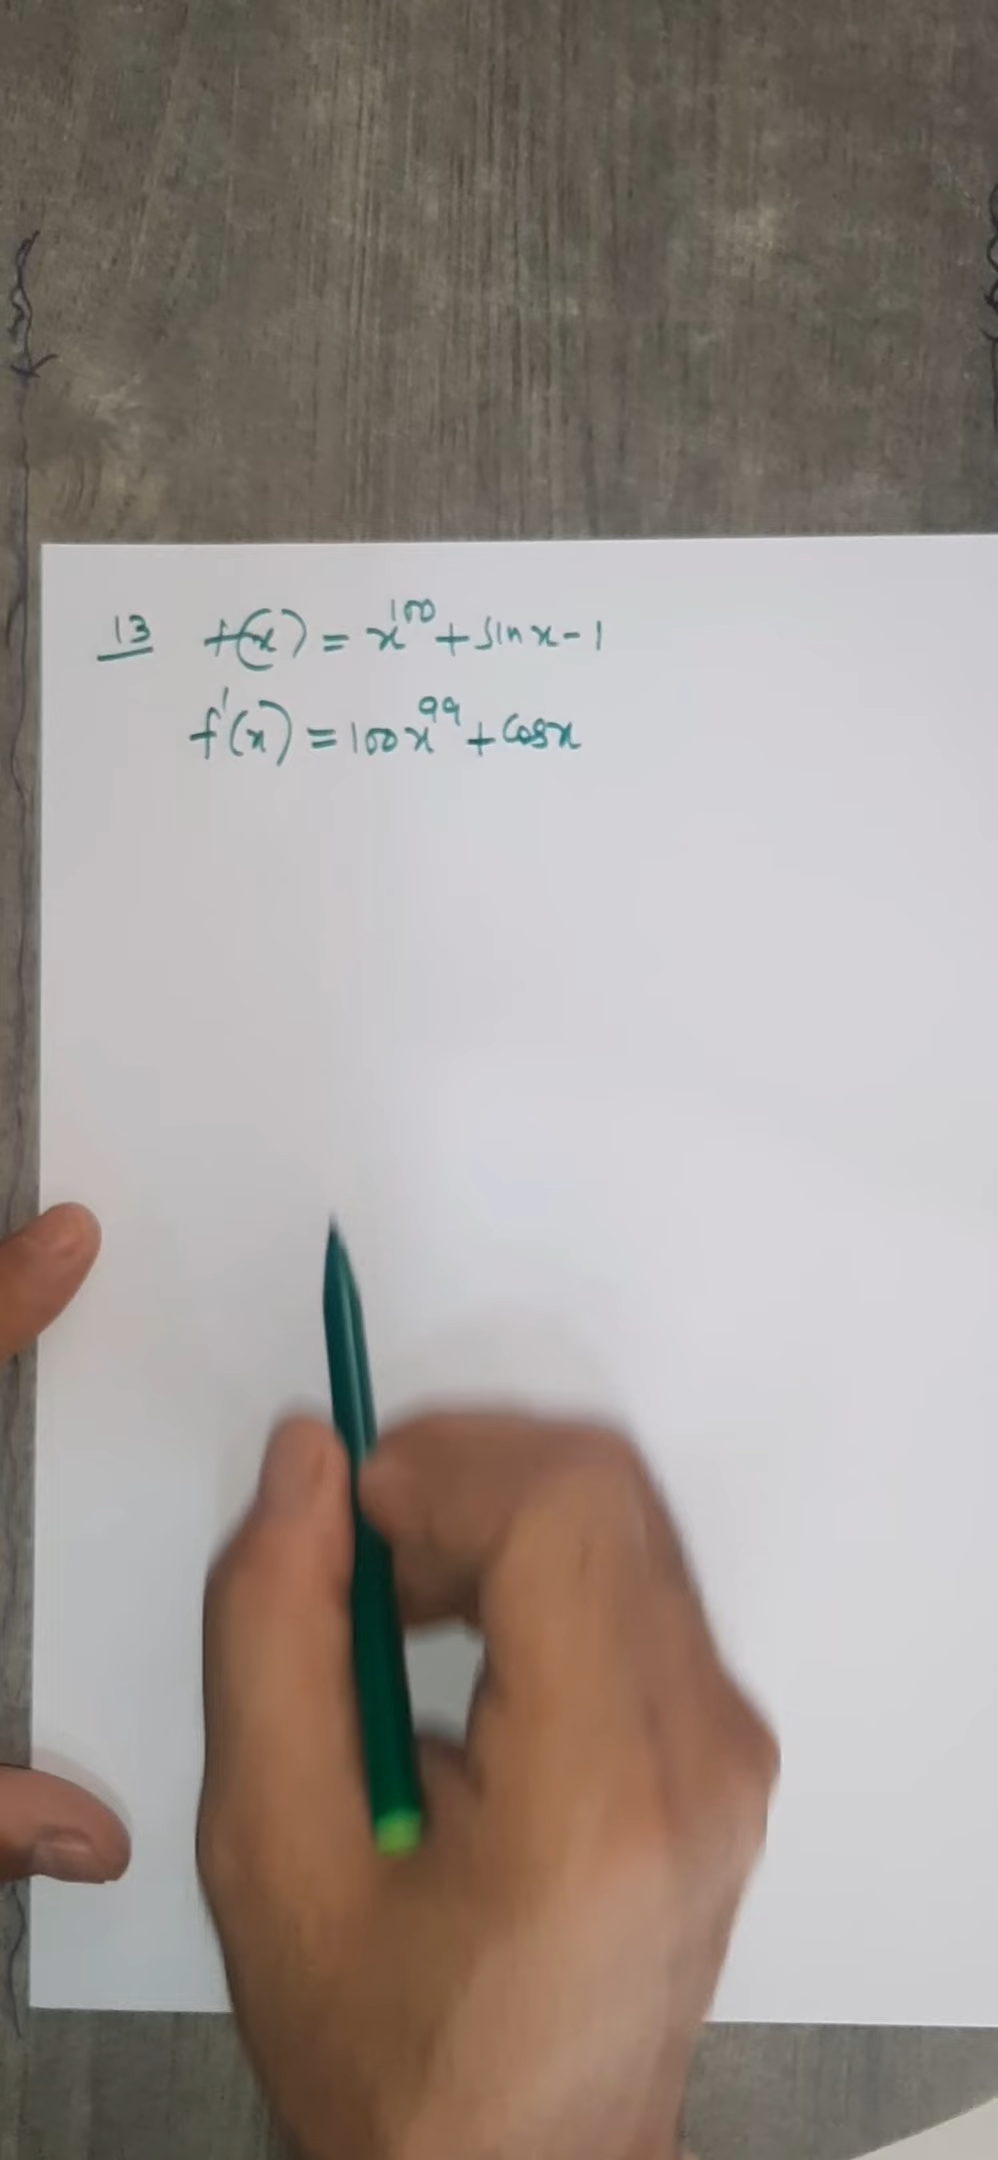 13 f(x) = x^100 + sin x - 1
f'(x) = 100x^99 + cos x